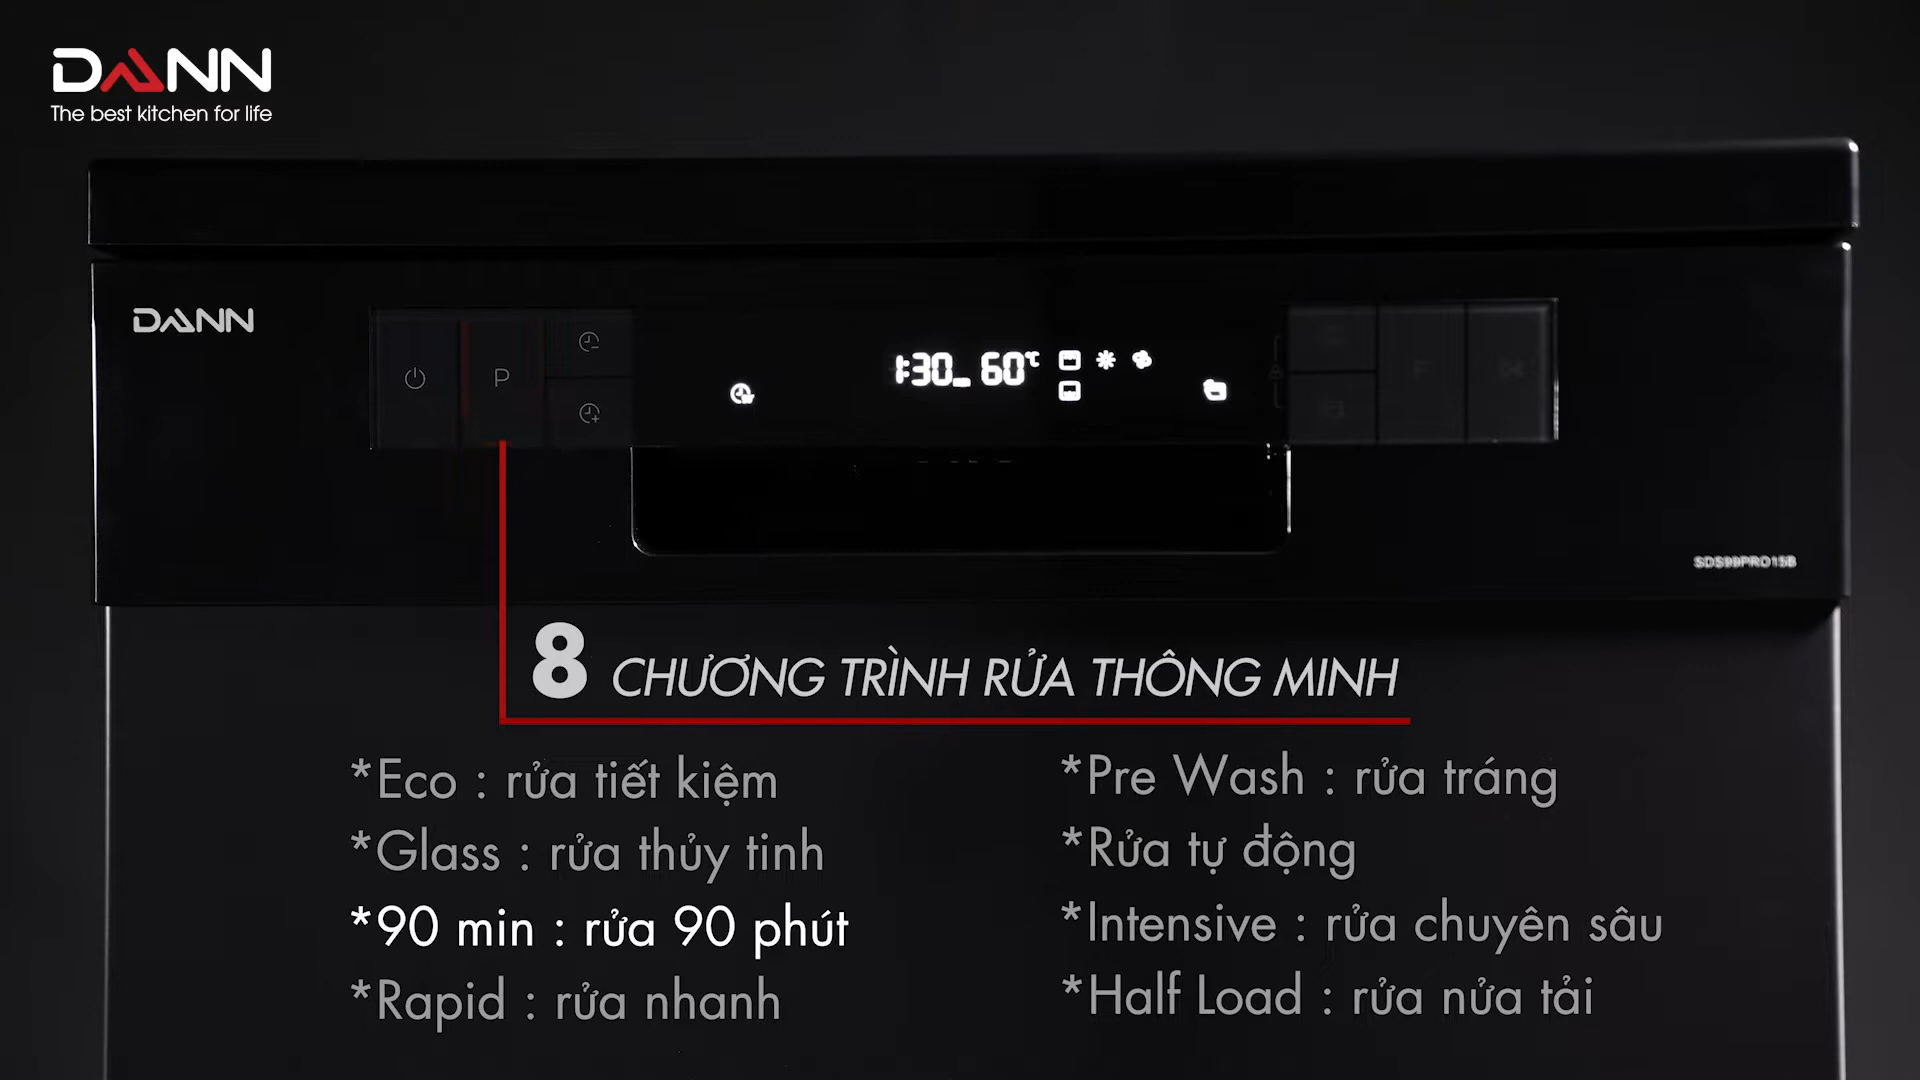 DANN
The best kitchen for life
DANN
P
1:30 60°C
F
SDS99PRO15B
8 CHƯƠNG TRÌNH RỬA THÔNG MINH
*Eco : rửa tiết kiệm
*Glass : rửa thủy tinh
*90 min : rửa 90 phút
*Rapid : rửa nhanh
*Pre Wash : rửa tráng
*Rửa tự động
*Intensive : rửa chuyên sâu
*Half Load : rửa nửa tải